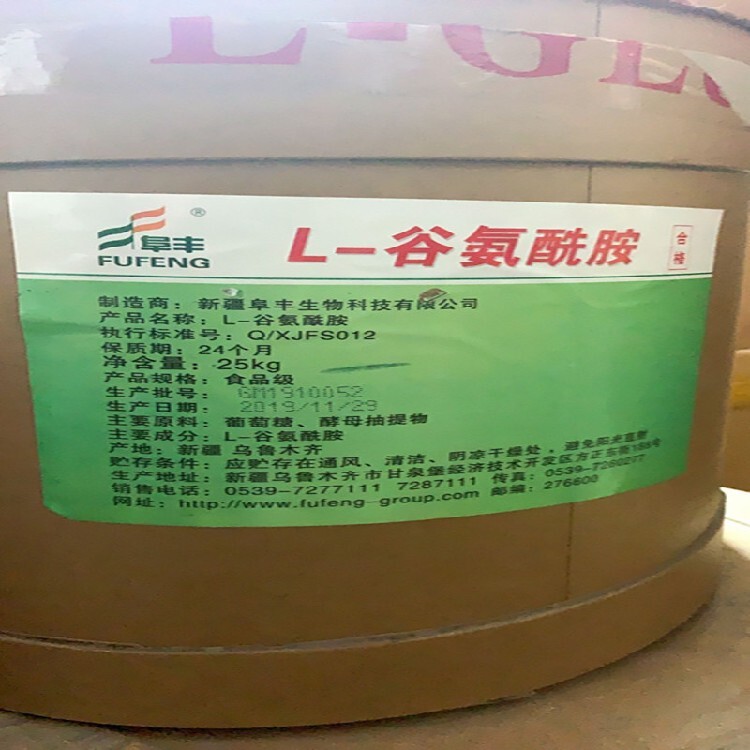 L-GLU
阜丰®
FUFENG
L-谷氨酰胺
合格
制造商：新疆阜丰生物科技有限公司
产品名称：L-谷氨酰胺
执行标准号：Q/XJFS012
保质期：24个月
净含量：25kg
产品规格：食品级
生产批号：GM1910052
生产日期：2019/11/29
主要原料：葡萄糖、酵母抽提物
主要成分：L-谷氨酰胺
产地：新疆 乌鲁木齐
贮存条件：应贮存在通风、清洁、阴凉干燥处，避免阳光直射
生产地址：新疆乌鲁木齐市甘泉堡经济技术开发区方正东街
销售电话：0539-7277111 7287111 传真：0539-7260277
网址：http://www.fufeng-group.com 邮编：276600